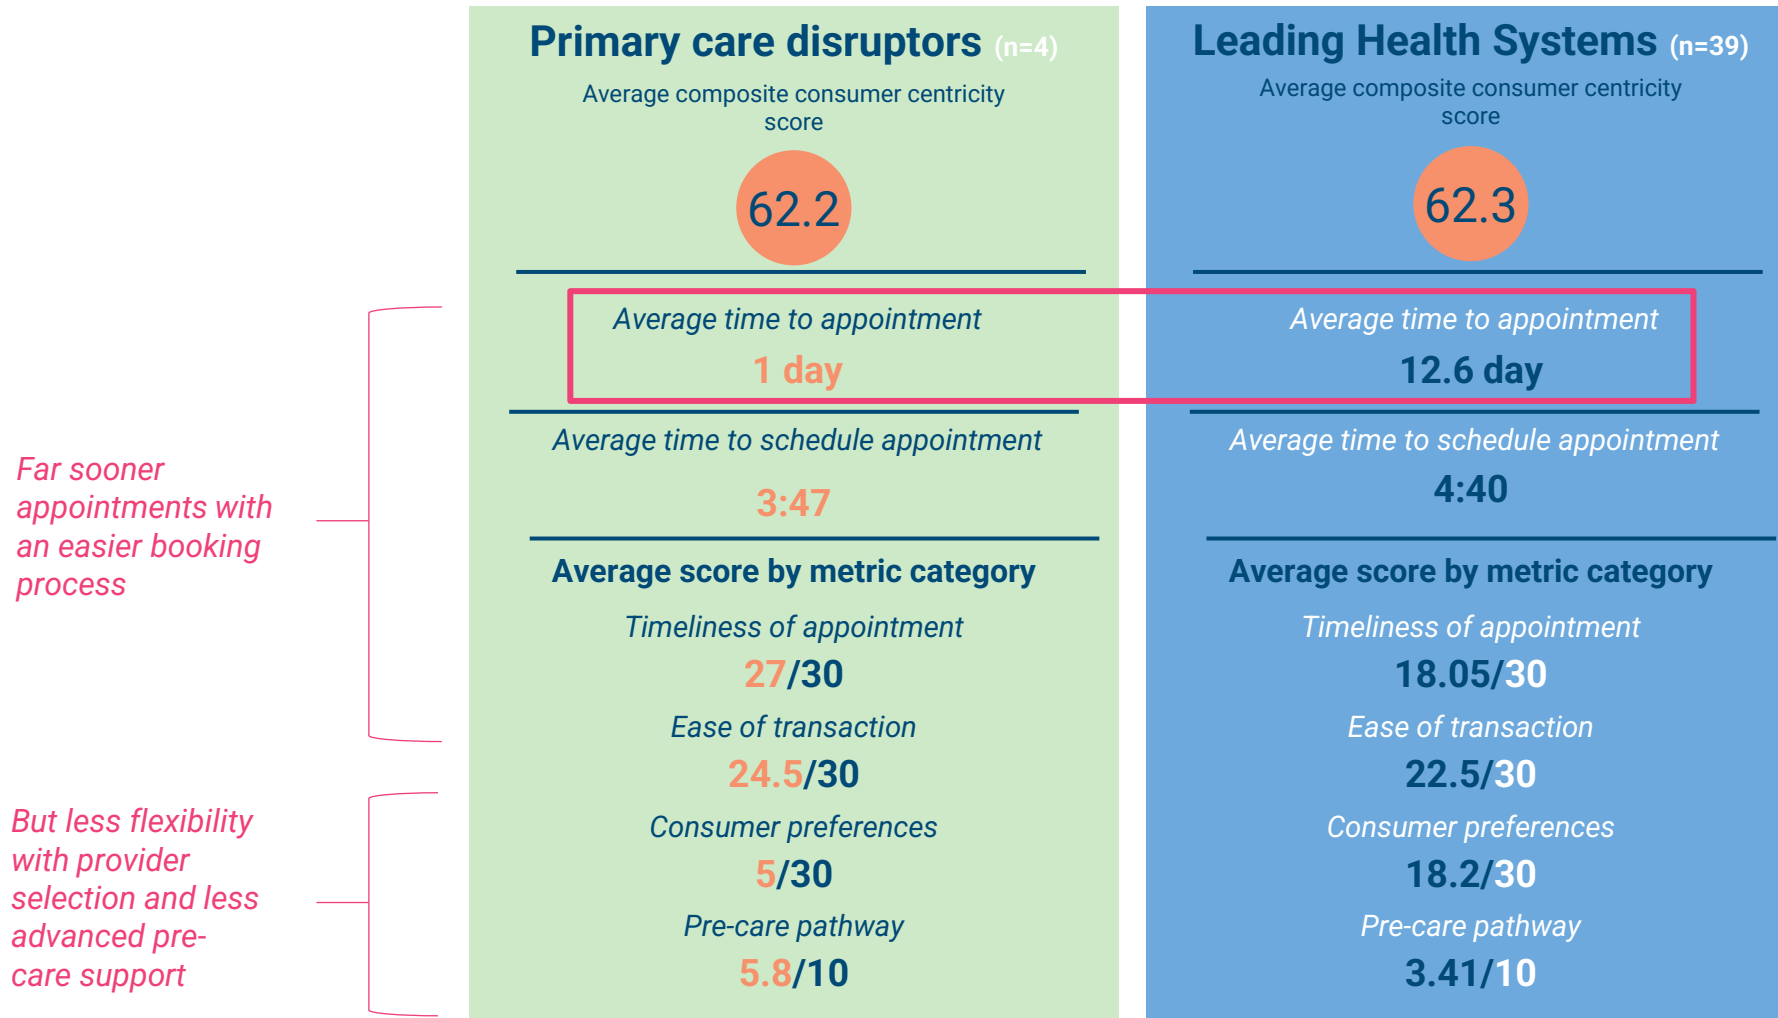 Primary care disruptors (n=4)
Average composite consumer centricity
score
62.2
Average time to appointment
1 day
Average time to schedule appointment
3:47
Average score by metric category
Timeliness of appointment
27/30
Ease of transaction
24.5/30
Consumer preferences
5/30
Pre-care pathway
5.8/10
Leading Health Systems (n=39)
Average composite consumer centricity
score
62.3
Average time to appointment
12.6 day
Average time to schedule appointment
4:40
Average score by metric category
Timeliness of appointment
18.05/30
Ease of transaction
22.5/30
Consumer preferences
18.2/30
Pre-care pathway
3.41/10
Far sooner
appointments with
an easier booking
process
But less flexibility
with provider
selection and less
advanced pre-
care support